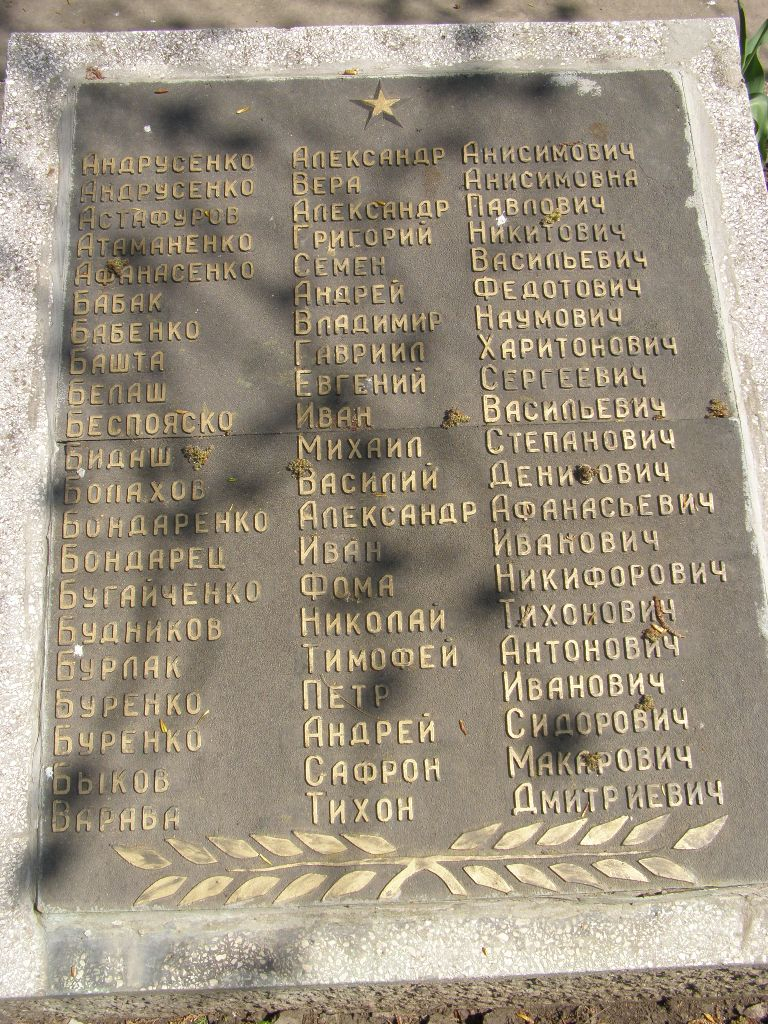 Андрусенко Александр Анисимович
Андрусенко Вера Анисимовна
Астафуров Александр Павлович
Атаманенко Григорий Никитович
Афанасенко Семен Васильевич
Бабак Андрей Федотович
Бабенко Владимир Наумович
Башта Гавриил Харитонович
Белаш Евгений Сергеевич
Беспояско Иван Васильевич
Бидаш Михаил Степанович
Болахов Василий Денисович
Бондаренко Александр Афанасьевич
Бондарец Иван Иванович
Бугайченко Фома Никифорович
Будников Николай Тихонович
Бурлак Тимофей Антонович
Буренко Петр Иванович
Буренко Андрей Сидорович
Быков Сафрон Макарович
Варава Тихон Дмитриевич